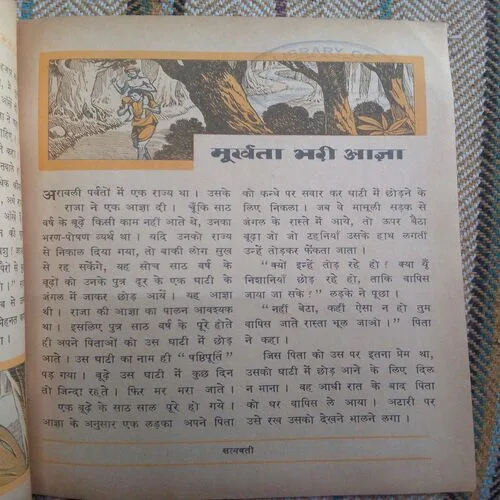 LIBRARY OF
मूर्खता भरी आज्ञा
अरावली पर्वतों में एक राज्य था। उसके
राजा ने एक आज्ञा दी। चूँकि साठ
वर्ष के बूढ़े किसी काम नहीं आते थे, उनका
भरण-पोषण व्यर्थ था। यदि उनको राज्य
से निकाल दिया गया, तो बाकी लोग सुख
से रह सकेंगे, यह सोच साठ वर्ष के
बूढ़ों को उनके पुत्र दूर के एक घाटी के
जंगल में जाकर छोड़ आयें। यह आज्ञा
थी। राजा की आज्ञा का पालन आवश्यक
था। इसलिए पुत्र साठ वर्ष के पूरे होते
ही अपने पिताओं को उस घाटी में छोड़
आते। उस घाटी का नाम ही "षष्ठिपूर्ति"
पड़ गया। बूढ़े उस घाटी में कुछ दिन
तो ज़िन्दा रहते। फिर मर मरा जाते।
एक बूढ़े के साठ साल पूरे हो गये।
आज्ञा के अनुसार एक लड़का अपने पिता
को कन्धे पर सवार कर घाटी में छोड़ने के
लिए निकला। जब वे मामूली सड़क से
जंगल के रास्ते में आये, तो ऊपर बैठा
बूढ़ा जो जो टहनियाँ उसके हाथ लगतीं
उन्हें तोड़कर फेंकता जाता।
"क्यों इन्हें तोड़ रहे हो! क्या यूँ
निशानियाँ छोड़ रहे हो, ताकि वापिस
जाया जा सके!" लड़के ने पूछा।
"नहीं बेटा, कहीं ऐसा न हो तुम
वापिस जाते रास्ता भूल जाओ।" पिता
ने कहा।
जिस पिता को उस पर इतना प्रेम था,
उसको घाटी में छोड़ आने के लिए दिल
न माना। वह आधी रात के बाद पिता
को घर वापिस ले आया। अटारी पर
उसे रख उसको देखने भालने लगा।
सत्यवती